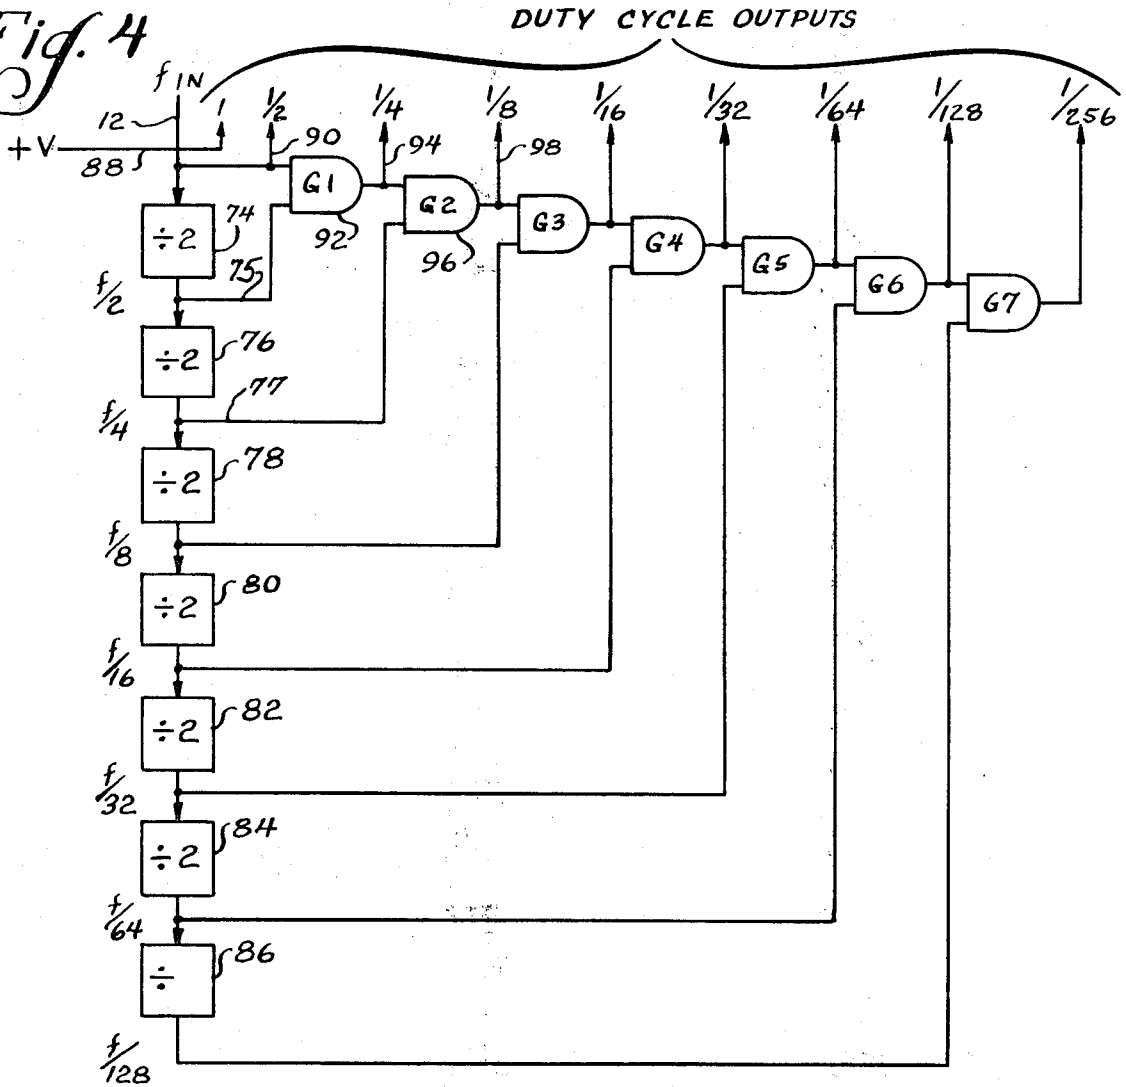 Fig. 4
DUTY CYCLE OUTPUTS
f IN
1 1/2 1/4 1/8 1/16 1/32 1/64 1/128 1/256
12
+V
88
90
94
98
G1
G2
G3
G4
G5
G6
G7
92
96
÷2
74
75
f/2
÷2
76
77
f/4
÷2
78
f/8
÷2
80
f/16
÷2
82
f/32
÷2
84
f/64
÷
86
f/128